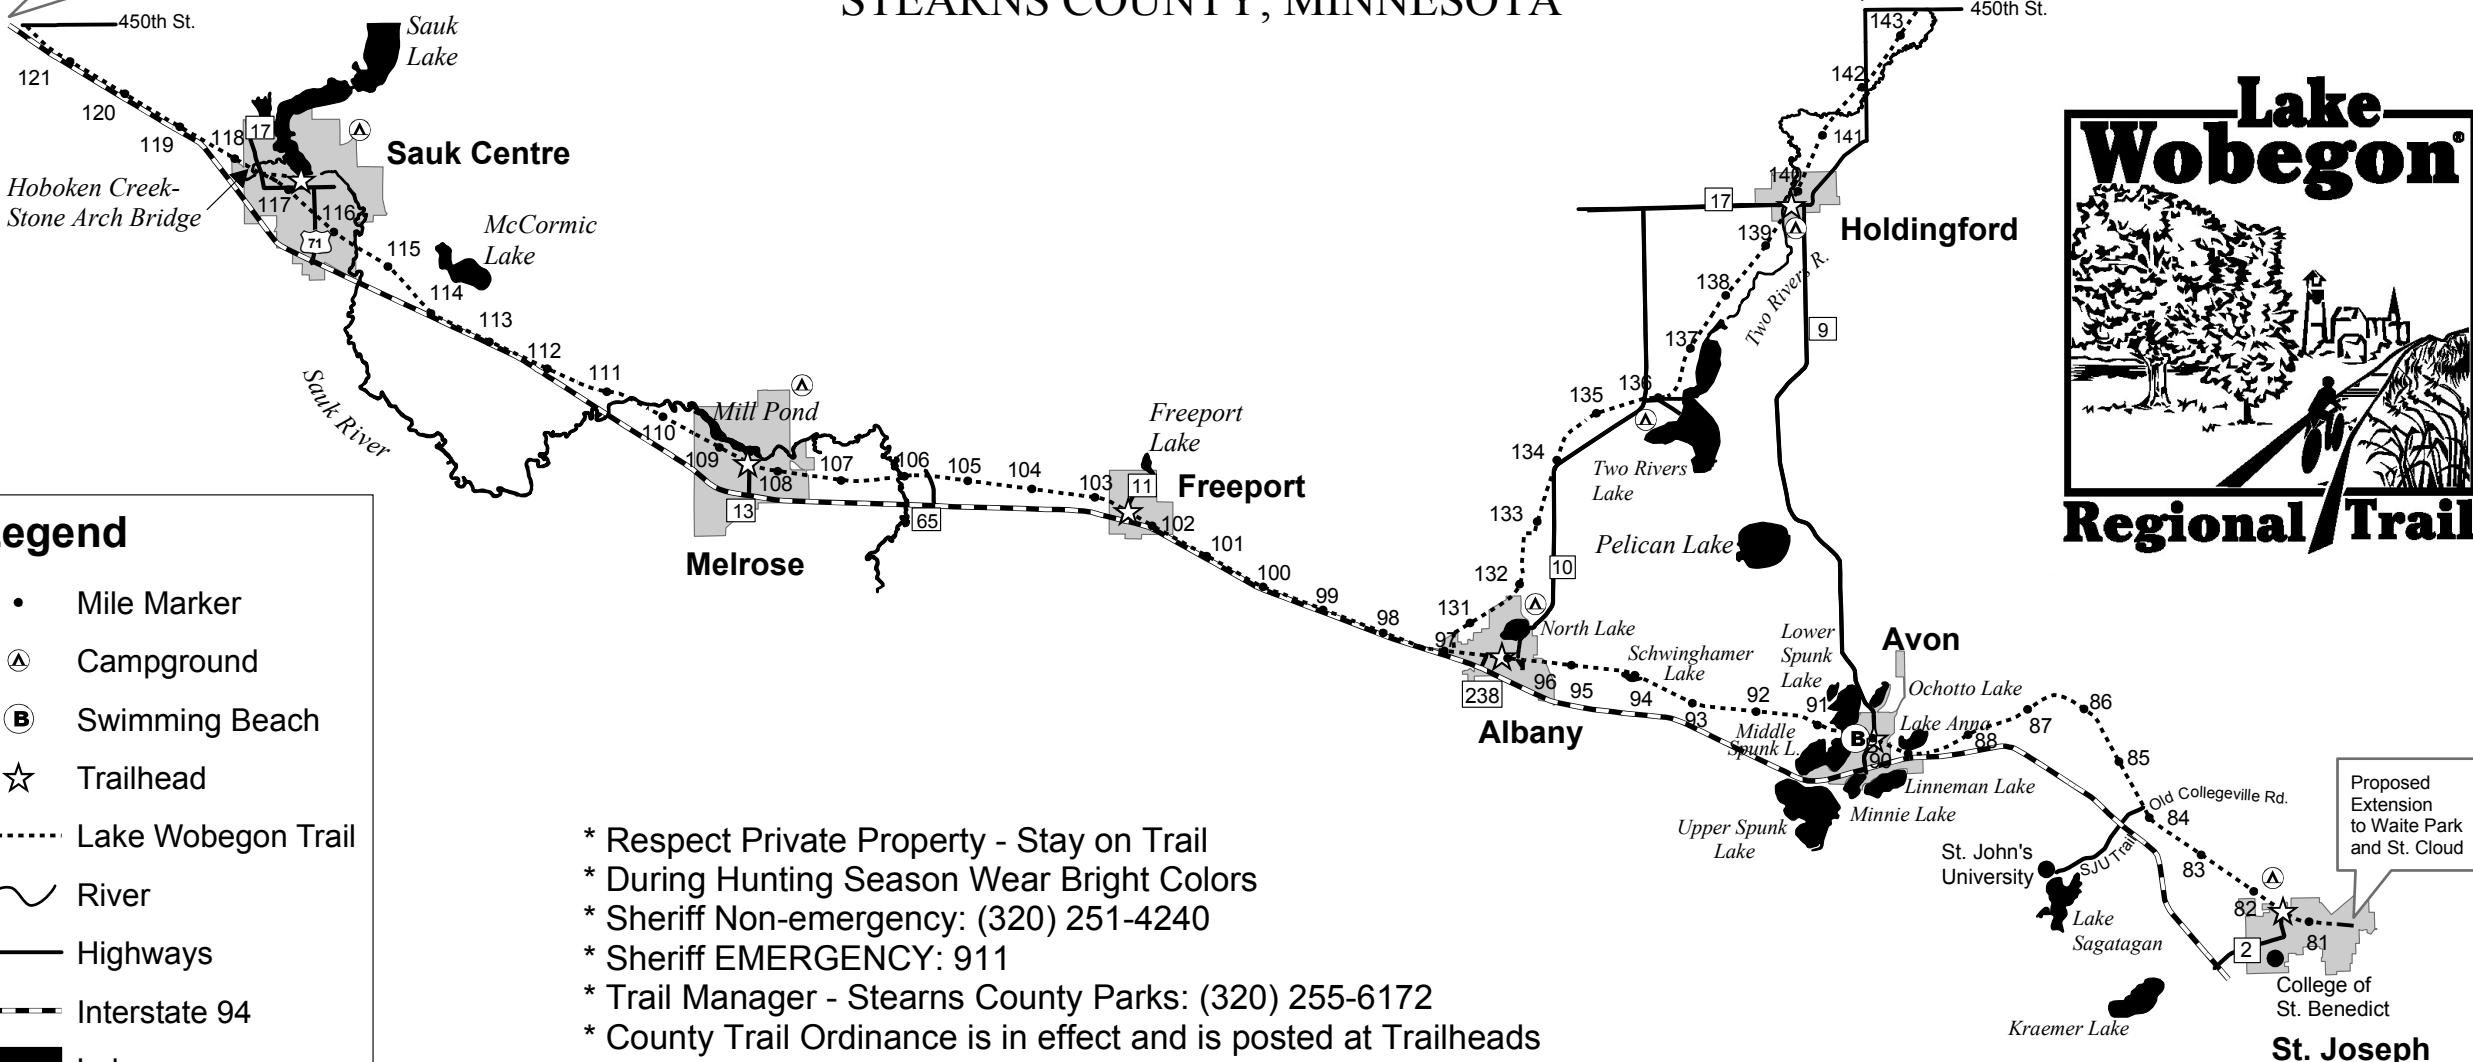 STEARNS COUNTY, MINNESOTA
450th St.
450th St.
Sauk
Lake
143
142
141
140
139
138
137
136
135
134
133
132
131
121
120
119
118
117
116
115
114
113
112
111
110
109
108
107
106
105
104
103
102
101
100
99
98
97
96
95
94
93
92
91
90
88
87
86
85
84
83
82
81
17
71
Sauk Centre
Hoboken Creek-
Stone Arch Bridge
McCormic
Lake
Sauk River
Mill Pond
13
Melrose
65
Freeport
Lake
11
Freeport
17
Holdingford
Two Rivers R.
9
Two Rivers
Lake
Pelican Lake
10
North Lake
Schwinghamer
Lake
238
Albany
Lower
Spunk
Lake
Avon
Ochotto Lake
Lake Anna
Middle
Spunk L.
B
Linneman Lake
Minnie Lake
Upper Spunk
Lake
Old Collegeville Rd.
SJU Trail
St. John's
University
Lake
Sagatagan
Kraemer Lake
Proposed
Extension
to Waite Park
and St. Cloud
2
College of
St. Benedict
St. Joseph
Lake
Wobegon®
Regional Trail
egend
Mile Marker
Campground
B Swimming Beach
Trailhead
Lake Wobegon Trail
River
Highways
Interstate 94
* Respect Private Property - Stay on Trail
* During Hunting Season Wear Bright Colors
* Sheriff Non-emergency: (320) 251-4240
* Sheriff EMERGENCY: 911
* Trail Manager - Stearns County Parks: (320) 255-6172
* County Trail Ordinance is in effect and is posted at Trailheads